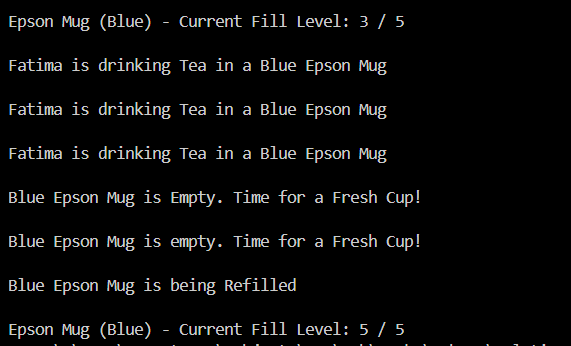 Epson Mug (Blue) - Current Fill Level: 3 / 5
Fatima is drinking Tea in a Blue Epson Mug
Fatima is drinking Tea in a Blue Epson Mug
Fatima is drinking Tea in a Blue Epson Mug
Blue Epson Mug is Empty. Time for a Fresh Cup!
Blue Epson Mug is empty. Time for a Fresh Cup!
Blue Epson Mug is being Refilled
Epson Mug (Blue) - Current Fill Level: 5 / 5